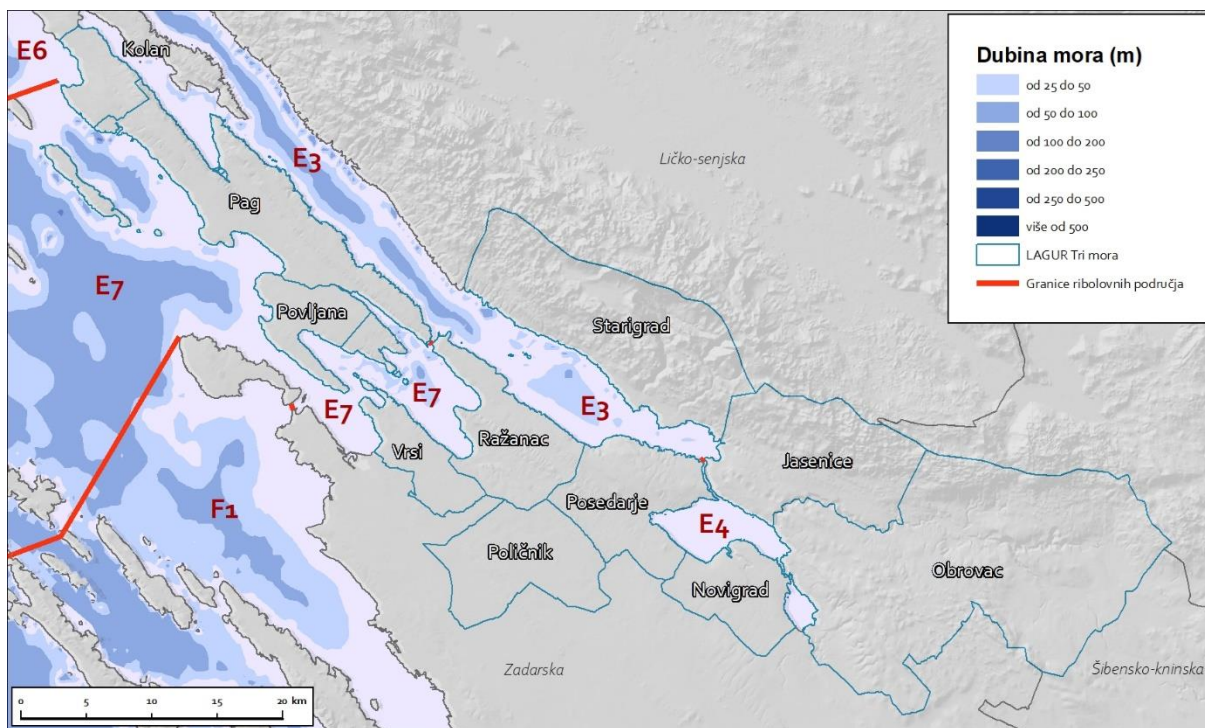 E6
Kolan
Dubina mora (m)
od 25 do 50
od 50 do 100
od 100 do 200
od 200 do 250
od 250 do 500
više od 500
LAGUR Tri mora
Granice ribolovnih područja
E3
Ličko-senjska
Pag
E7
Povljana
Starigrad
E7
E7
E3
Vrsi
Ražanac
Jasenice
Posedarje
F1
E4
Poličnik
Novigrad
Obrovac
Zadarska
Šibensko-kninska
0 5 10 15 20 km